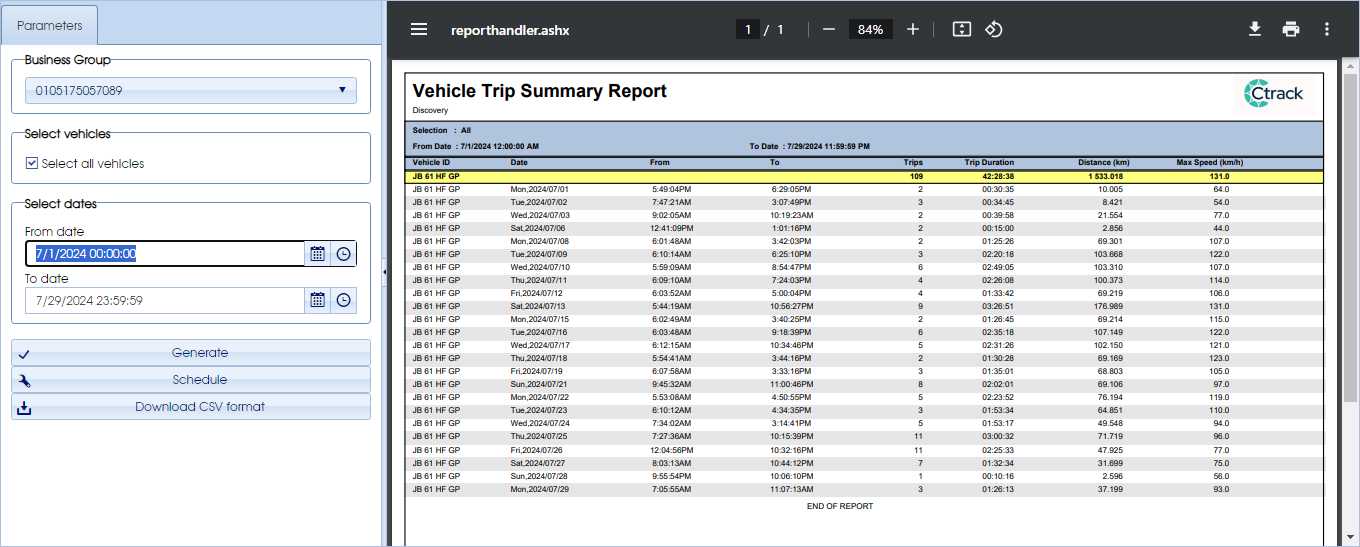 Parameters
Business Group
0105175057089
Select vehicles
Select all vehicles
Select dates
From date
7/1/2024 00:00:00
To date
7/29/2024 23:59:59
Generate
Schedule
Download CSV format
reporthandler.ashx
1 / 1
84%
Vehicle Trip Summary Report
Discovery
Ctrack
Selection : All
From Date : 7/1/2024 12:00:00 AM To Date : 7/29/2024 11:59:59 PM
Vehicle ID Date From To Trips Trip Duration Distance (km) Max Speed (km/h)
JB 61 HF GP 109 42:28:38 1 533.018 131.0
JB 61 HF GP Mon,2024/07/01 5:49:04PM 6:29:05PM 2 00:30:35 10.005 64.0
JB 61 HF GP Tue,2024/07/02 7:47:21AM 3:07:49PM 3 00:34:45 8.421 54.0
JB 61 HF GP Wed,2024/07/03 9:02:05AM 10:19:23AM 2 00:39:58 21.554 77.0
JB 61 HF GP Sat,2024/07/06 12:41:09PM 1:01:16PM 2 00:15:00 2.856 44.0
JB 61 HF GP Mon,2024/07/08 6:01:48AM 3:42:03PM 2 01:25:26 69.301 107.0
JB 61 HF GP Tue,2024/07/09 6:10:14AM 6:25:10PM 3 02:20:18 103.668 122.0
JB 61 HF GP Wed,2024/07/10 5:59:09AM 8:54:47PM 6 02:49:05 103.310 107.0
JB 61 HF GP Thu,2024/07/11 6:09:10AM 7:24:03PM 4 02:26:08 100.373 114.0
JB 61 HF GP Fri,2024/07/12 6:03:52AM 5:00:04PM 4 01:33:42 69.219 106.0
JB 61 HF GP Sat,2024/07/13 5:44:19AM 10:56:27PM 9 03:26:51 176.989 131.0
JB 61 HF GP Mon,2024/07/15 6:02:49AM 3:40:25PM 2 01:26:45 69.214 115.0
JB 61 HF GP Tue,2024/07/16 6:03:48AM 9:18:39PM 6 02:35:18 107.149 122.0
JB 61 HF GP Wed,2024/07/17 6:12:15AM 10:34:46PM 5 02:31:26 102.150 121.0
JB 61 HF GP Thu,2024/07/18 5:54:41AM 3:44:16PM 2 01:30:28 69.169 123.0
JB 61 HF GP Fri,2024/07/19 6:07:58AM 3:33:16PM 3 01:35:01 68.803 105.0
JB 61 HF GP Sun,2024/07/21 9:45:32AM 11:00:46PM 8 02:02:01 69.106 97.0
JB 61 HF GP Mon,2024/07/22 5:53:08AM 4:50:55PM 5 02:23:52 76.194 119.0
JB 61 HF GP Tue,2024/07/23 6:10:12AM 4:34:35PM 3 01:53:34 64.851 110.0
JB 61 HF GP Wed,2024/07/24 7:34:02AM 3:14:41PM 5 01:53:17 49.548 94.0
JB 61 HF GP Thu,2024/07/25 7:27:36AM 10:15:39PM 11 03:00:32 71.719 96.0
JB 61 HF GP Fri,2024/07/26 12:04:56PM 10:32:16PM 11 02:25:33 47.925 77.0
JB 61 HF GP Sat,2024/07/27 8:03:13AM 10:44:12PM 7 01:32:34 31.699 75.0
JB 61 HF GP Sun,2024/07/28 9:55:54PM 10:06:10PM 1 00:10:16 2.596 56.0
JB 61 HF GP Mon,2024/07/29 7:05:55AM 11:07:13AM 3 01:26:13 37.199 93.0
END OF REPORT